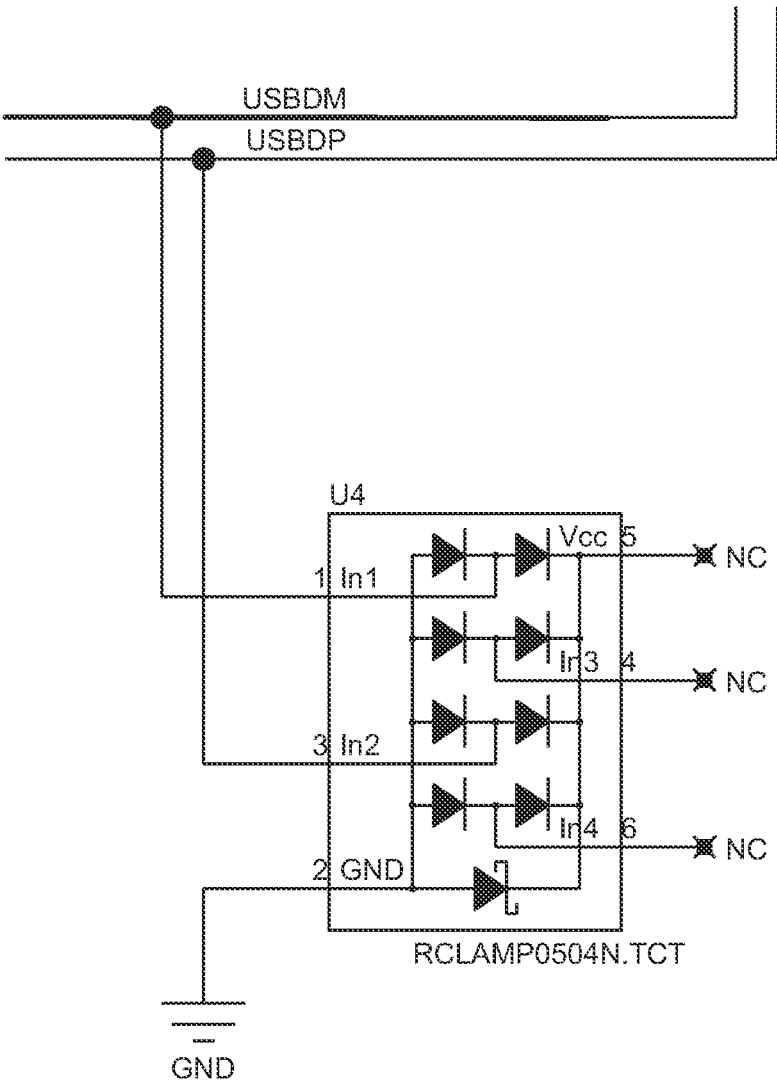 USBDM
USBDP
U4
Vcc 5
NC
1 In1
In3 4
NC
3 In2
In4 6
NC
2 GND
RCLAMP0504N.TCT
GND